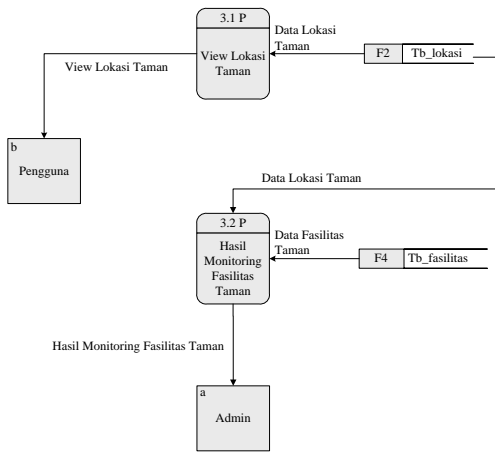 3.1 P
View Lokasi
Taman
Data Lokasi
Taman
F2
Tb_lokasi
View Lokasi Taman
b
Pengguna
Data Lokasi Taman
3.2 P
Hasil
Monitoring
Fasilitas
Taman
Data Fasilitas
Taman
F4
Tb_fasilitas
Hasil Monitoring Fasilitas Taman
a
Admin